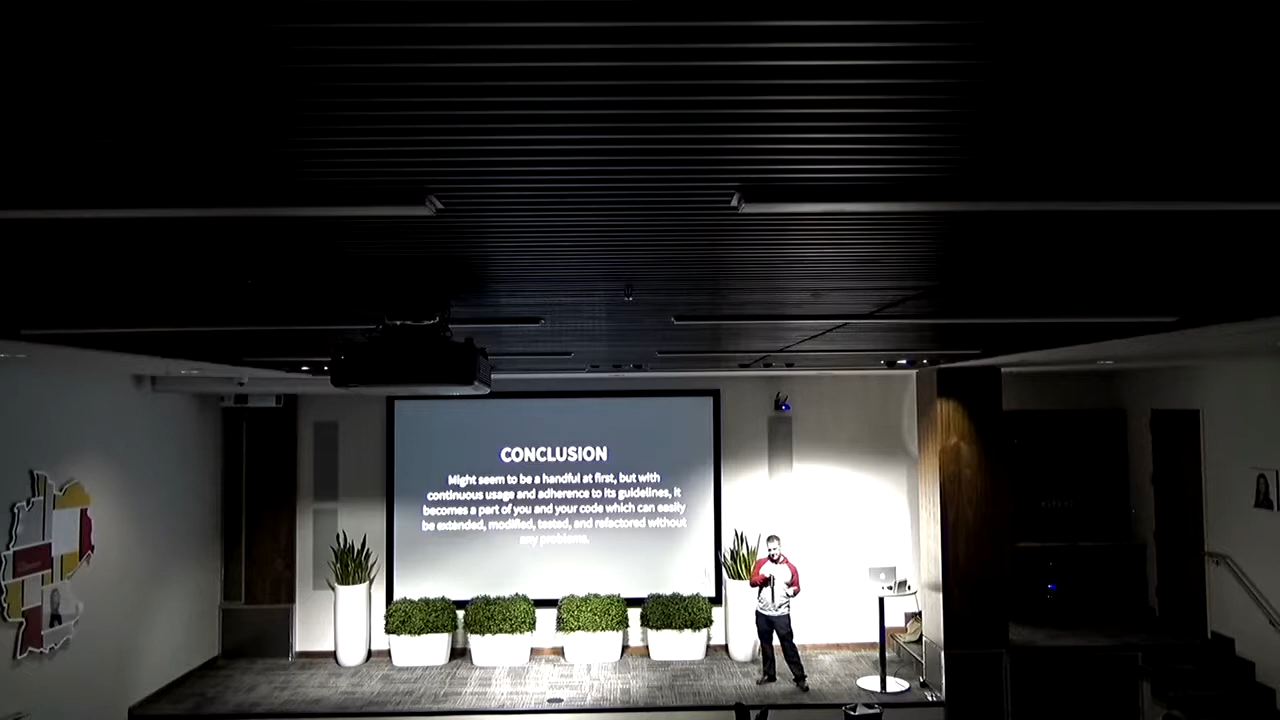 CONCLUSION
Might seem to be a handful at first, but with
continuous usage and adherence to its guidelines, it
becomes a part of you and your code which can easily
be extended, modified, tested, and refactored without
any problems.